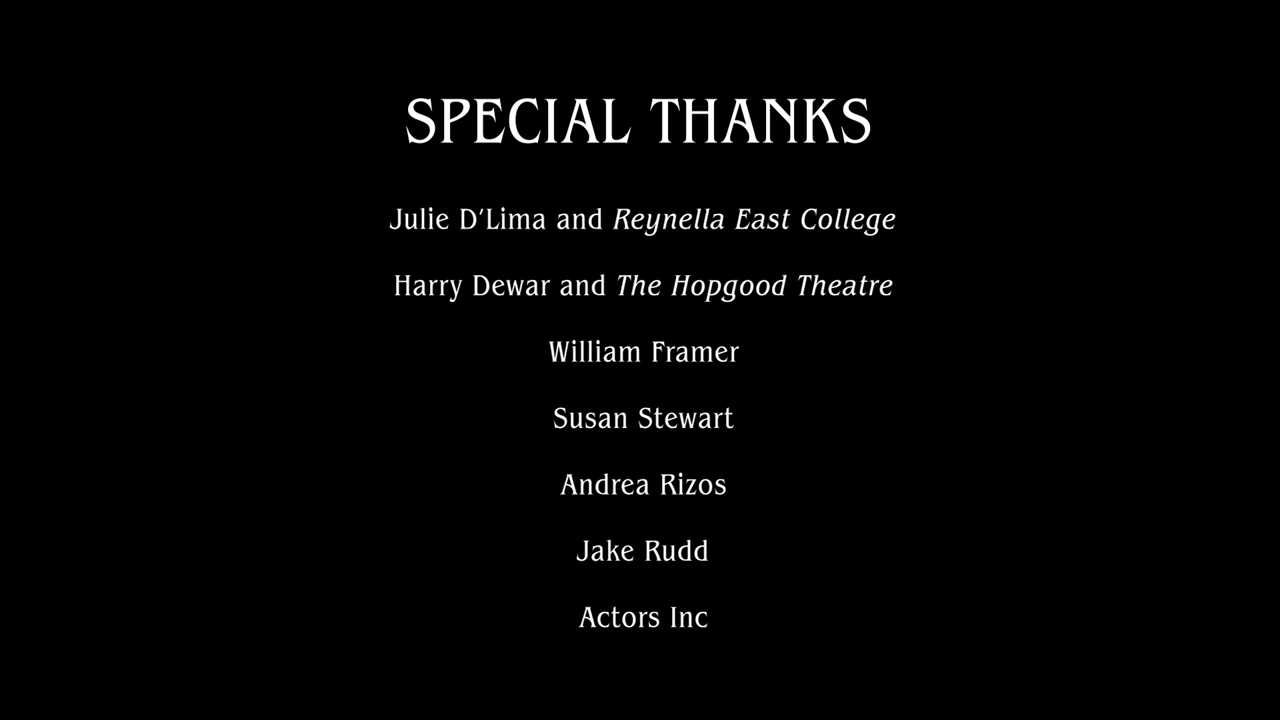 SPECIAL THANKS
Julie D'Lima and Reynella East College
Harry Dewar and The Hopgood Theatre
William Framer
Susan Stewart
Andrea Rizos
Jake Rudd
Actors Inc